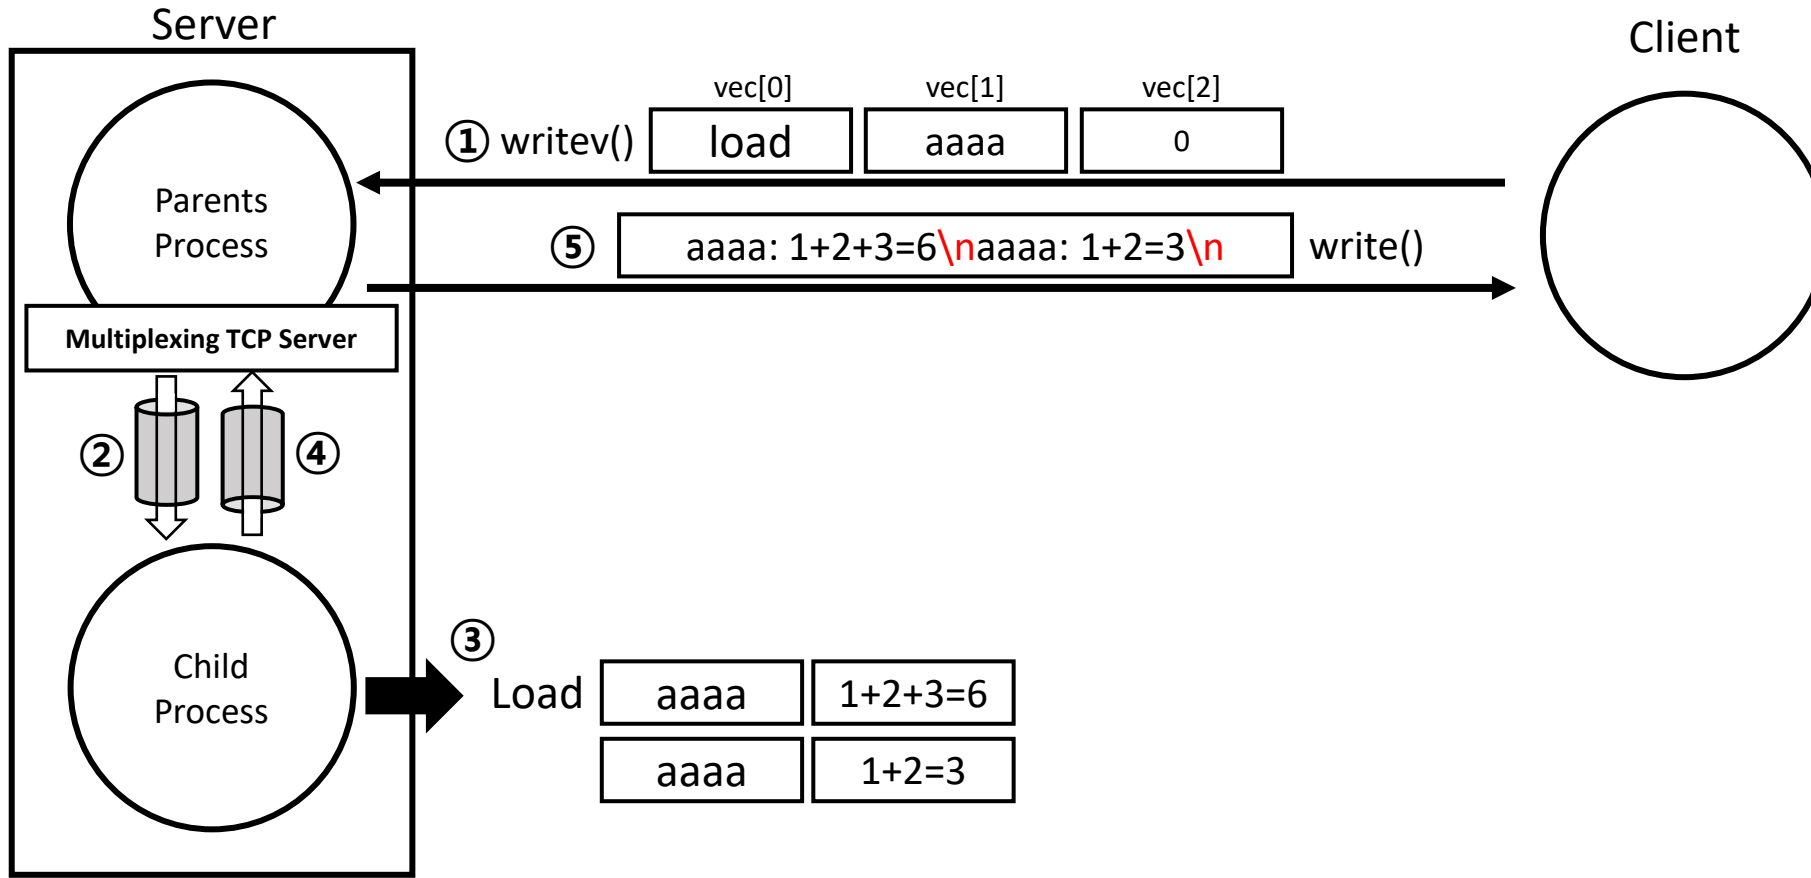 Server
Client
vec[0] vec[1] vec[2]
① writev() load aaaa 0
Parents
Process
⑤ aaaa: 1+2+3=6\naaaa: 1+2=3\n write()
Multiplexing TCP Server
② ④
③
Child
Process
Load aaaa 1+2+3=6
aaaa 1+2=3